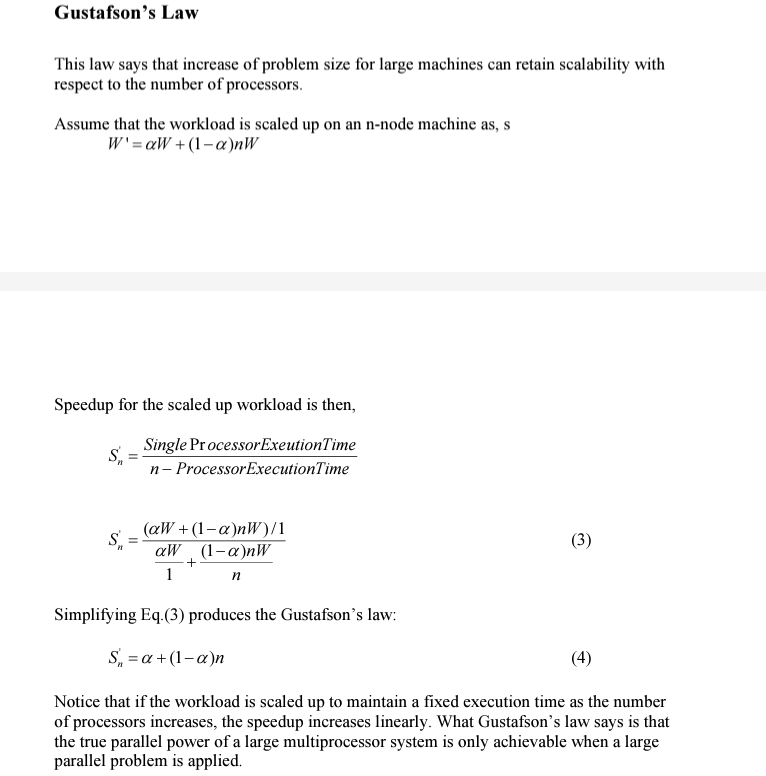 Gustafson's Law
This law says that increase of problem size for large machines can retain scalability with
respect to the number of processors.
Assume that the workload is scaled up on an n-node machine as, s
W'=αW+(1−α)nW
Speedup for the scaled up workload is then,
S'ₙ = SingleProcessorExeutionTime / n−ProcessorExecutionTime
S'ₙ = ((αW+(1−α)nW)/1) / (αW/1 + (1−α)nW/n) (3)
Simplifying Eq.(3) produces the Gustafson's law:
S'ₙ = α+(1−α)n (4)
Notice that if the workload is scaled up to maintain a fixed execution time as the number
of processors increases, the speedup increases linearly. What Gustafson's law says is that
the true parallel power of a large multiprocessor system is only achievable when a large
parallel problem is applied.